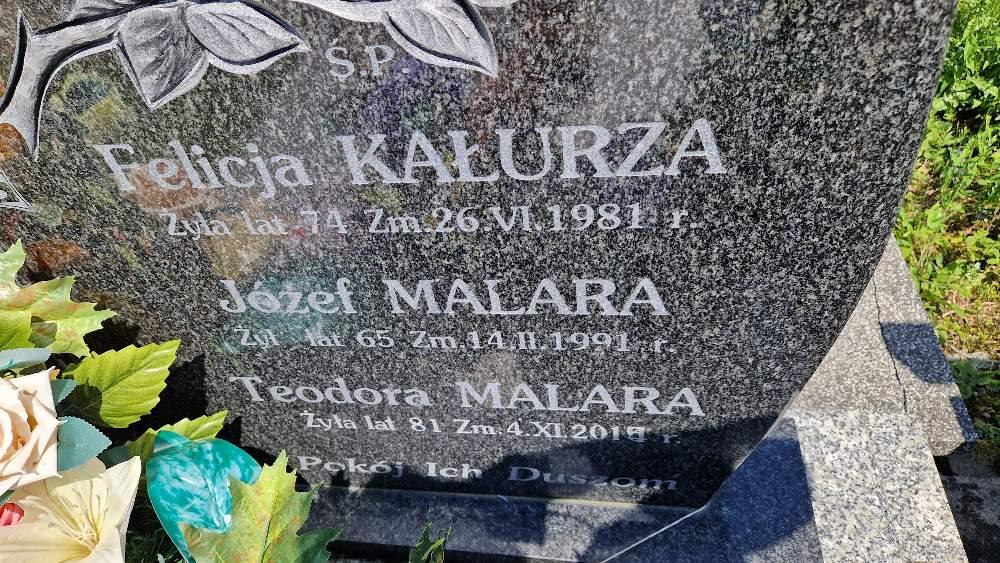 Ś.P.
Felicja KAŁURZA
Żyła lat 74 Zm.26.VI.1981 r.
Józef MALARA
Żył lat 65 Zm.14.II.1991 r.
Teodora MALARA
Żyła lat 81 Zm.4.XI. r.
Pokój Ich Duszom